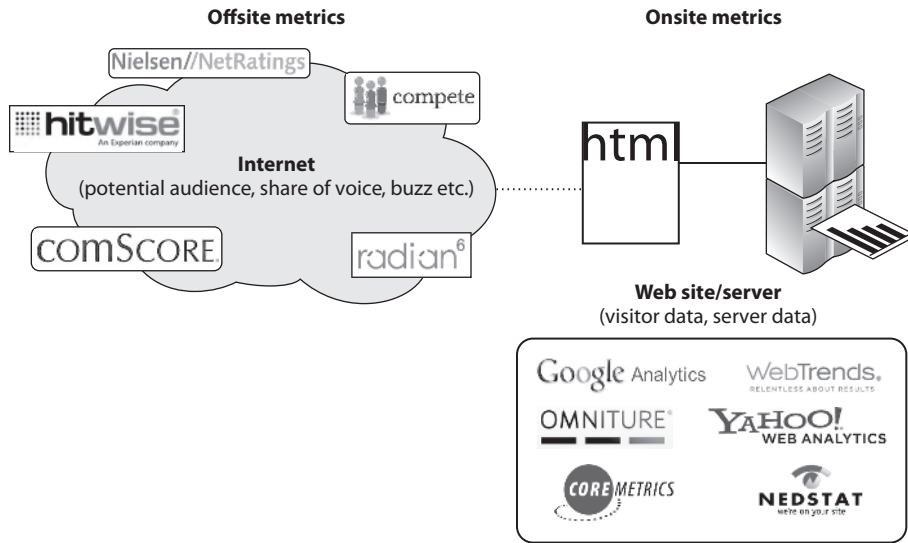 Offsite metrics
Onsite metrics
Nielsen//NetRatings
compete
hitwise®
An Experian company
Internet
(potential audience, share of voice, buzz etc.)
html
comSCORE.
radian6
Web site/server
(visitor data, server data)
Google Analytics
WebTrends®
RELENTLESS ABOUT RESULTS
OMNITURE®
YAHOO!
WEB ANALYTICS
COREMETRICS
NEDSTAT
we're on your site